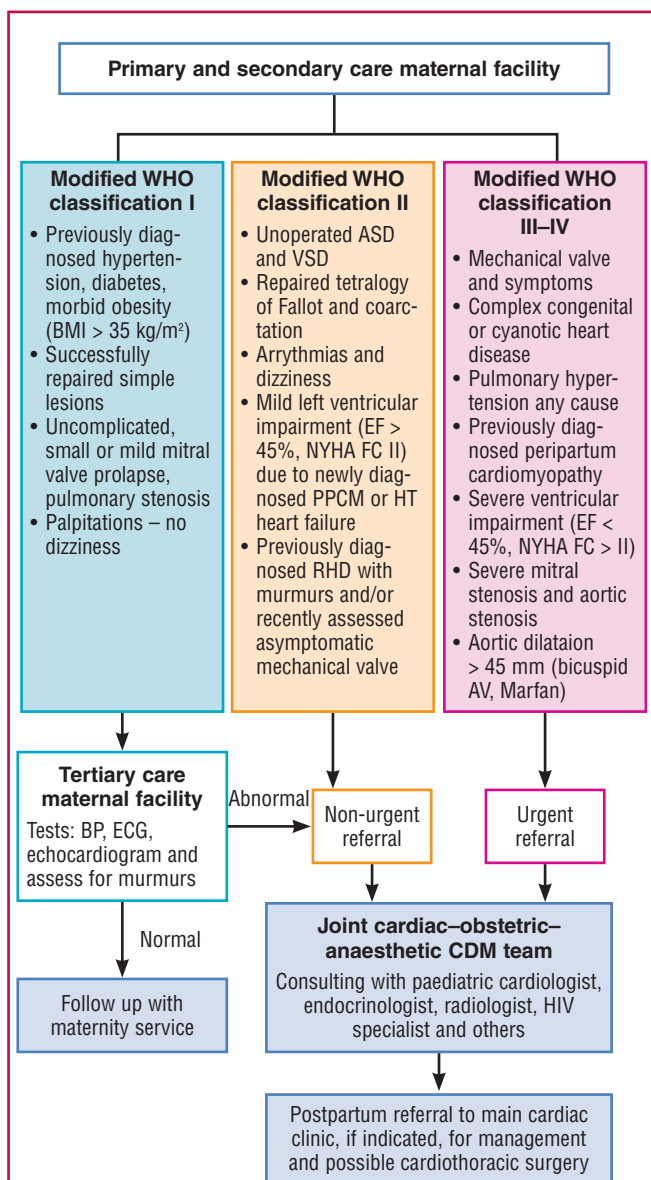 Primary and secondary care maternal facility
Modified WHO
classification I
• Previously diag-
nosed hyperten-
sion, diabetes,
morbid obesity
(BMI > 35 kg/m²)
• Successfully
repaired simple
lesions
• Uncomplicated,
small or mild mitral
valve prolapse,
pulmonary stenosis
• Palpitations – no
dizziness
Modified WHO
classification II
• Unoperated ASD
and VSD
• Repaired tetralogy
of Fallot and coarc-
tation
• Arrythmias and
dizziness
• Mild left ventricular
impairment (EF >
45%, NYHA FC II)
due to newly diag-
nosed PPCM or HT
heart failure
• Previously diag-
nosed RHD with
murmurs and/or
recently assessed
asymptomatic
mechanical valve
Modified WHO
classification
III–IV
• Mechanical valve
and symptoms
• Complex congenital
or cyanotic heart
disease
• Pulmonary hyper-
tension any cause
• Previously diag-
nosed peripartum
cardiomyopathy
• Severe ventricular
impairment (EF <
45%, NYHA FC > II)
• Severe mitral
stenosis and aortic
stenosis
• Aortic dilataion
> 45 mm (bicuspid
AV, Marfan)
Tertiary care
maternal facility
Tests: BP, ECG,
echocardiogram and
assess for murmurs
Abnormal
Non-urgent
referral
Urgent
referral
Normal
Follow up with
maternity service
Joint cardiac–obstetric–
anaesthetic CDM team
Consulting with paediatric cardiologist,
endocrinologist, radiologist, HIV
specialist and others
Postpartum referral to main cardiac
clinic, if indicated, for management
and possible cardiothoracic surgery